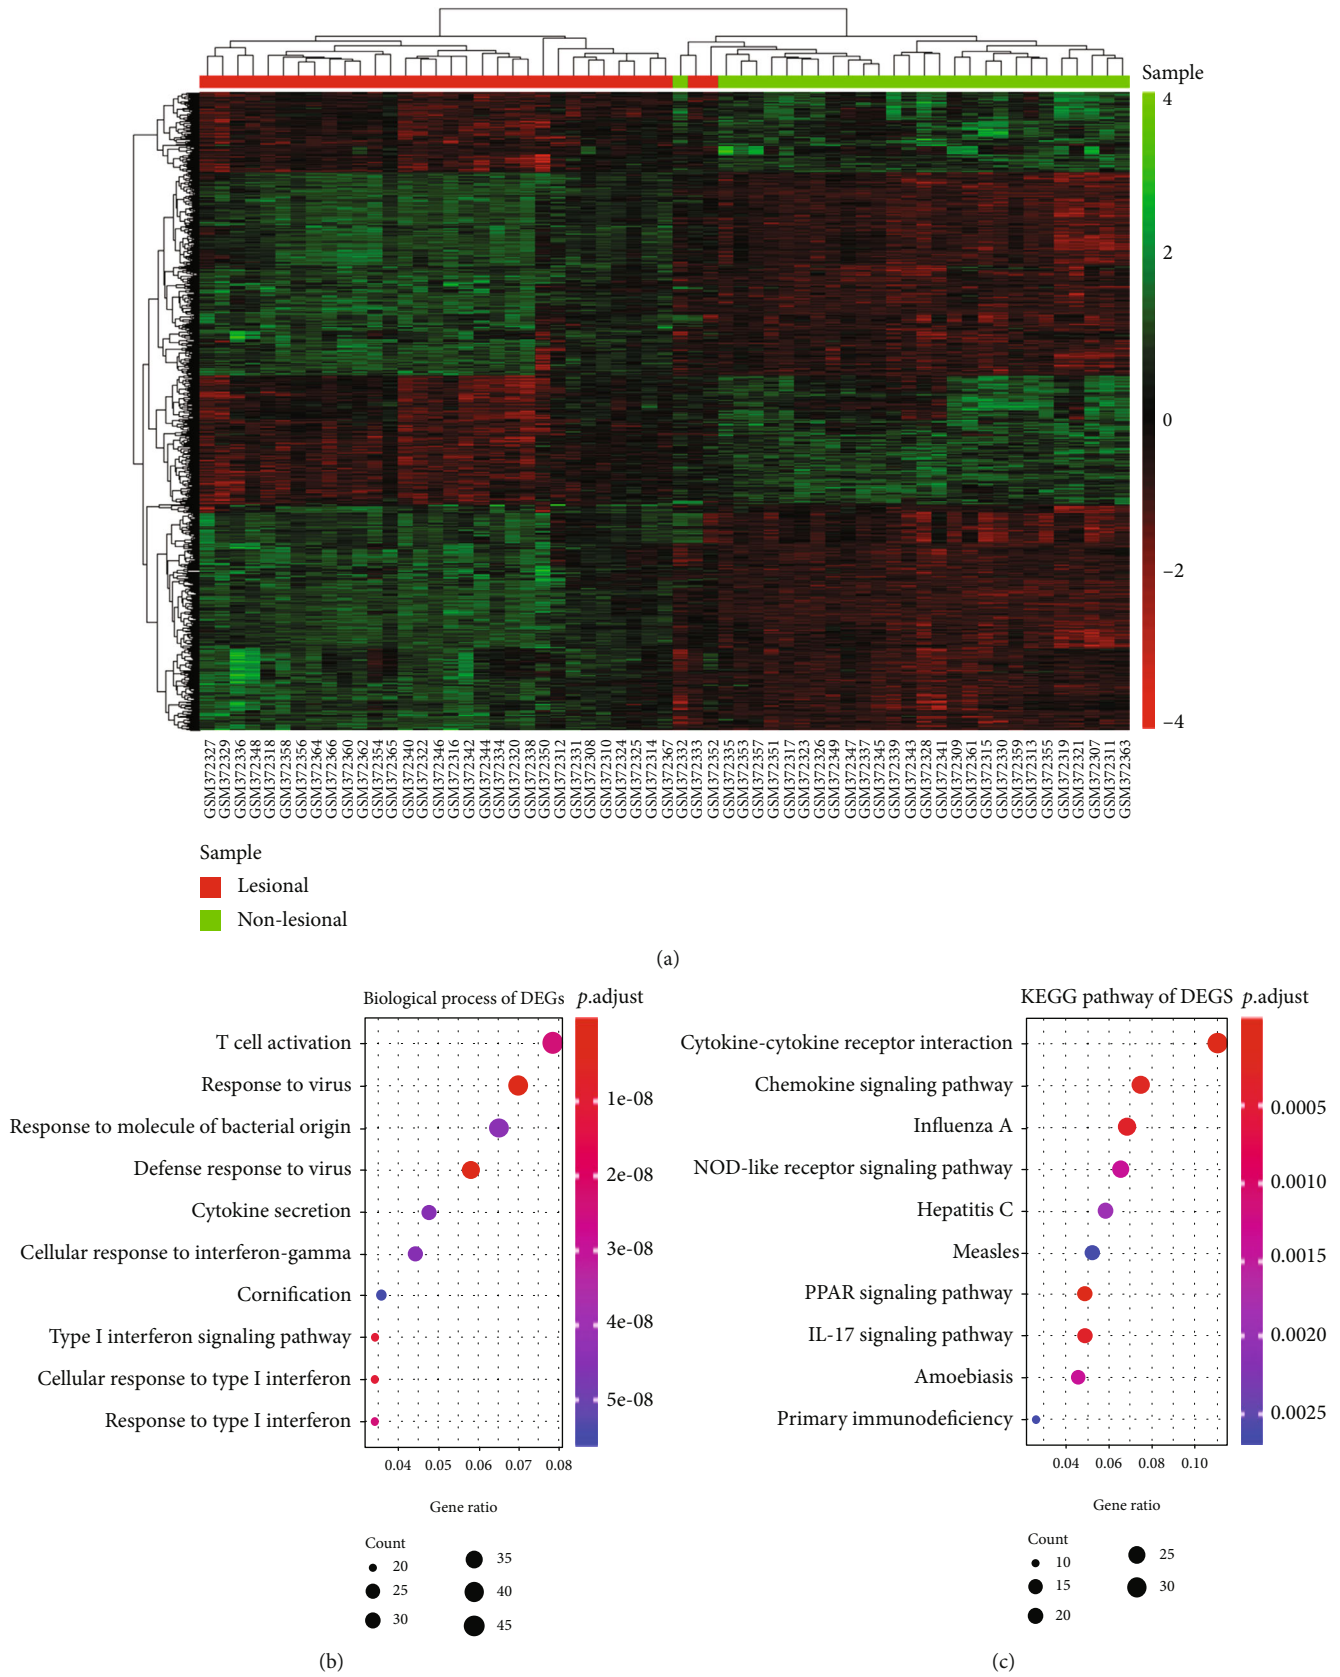 Sample
4
2
0
−2
−4
GSM372327
GSM372329
GSM372336
GSM372348
GSM372318
GSM372358
GSM372356
GSM372364
GSM372366
GSM372360
GSM372362
GSM372354
GSM372365
GSM372340
GSM372322
GSM372346
GSM372316
GSM372342
GSM372344
GSM372334
GSM372320
GSM372338
GSM372350
GSM372312
GSM372331
GSM372308
GSM372310
GSM372324
GSM372325
GSM372314
GSM372367
GSM372332
GSM372333
GSM372352
GSM372335
GSM372353
GSM372357
GSM372351
GSM372317
GSM372323
GSM372326
GSM372349
GSM372347
GSM372337
GSM372345
GSM372339
GSM372343
GSM372328
GSM372341
GSM372309
GSM372361
GSM372315
GSM372330
GSM372359
GSM372313
GSM372355
GSM372319
GSM372321
GSM372307
GSM372311
GSM372363
Sample
Lesional
Non-lesional
(a)
Biological process of DEGs
p.adjust
T cell activation
Response to virus
Response to molecule of bacterial origin
Defense response to virus
Cytokine secretion
Cellular response to interferon-gamma
Cornification
Type I interferon signaling pathway
Cellular response to type I interferon
Response to type I interferon
1e-08
2e-08
3e-08
4e-08
5e-08
0.04 0.05 0.06 0.07 0.08
Gene ratio
Count
20
25
30
35
40
45
(b)
KEGG pathway of DEGS
p.adjust
Cytokine-cytokine receptor interaction
Chemokine signaling pathway
Influenza A
NOD-like receptor signaling pathway
Hepatitis C
Measles
PPAR signaling pathway
IL-17 signaling pathway
Amoebiasis
Primary immunodeficiency
0.0005
0.0010
0.0015
0.0020
0.0025
0.04 0.06 0.08 0.10
Gene ratio
Count
10
15
20
25
30
(c)